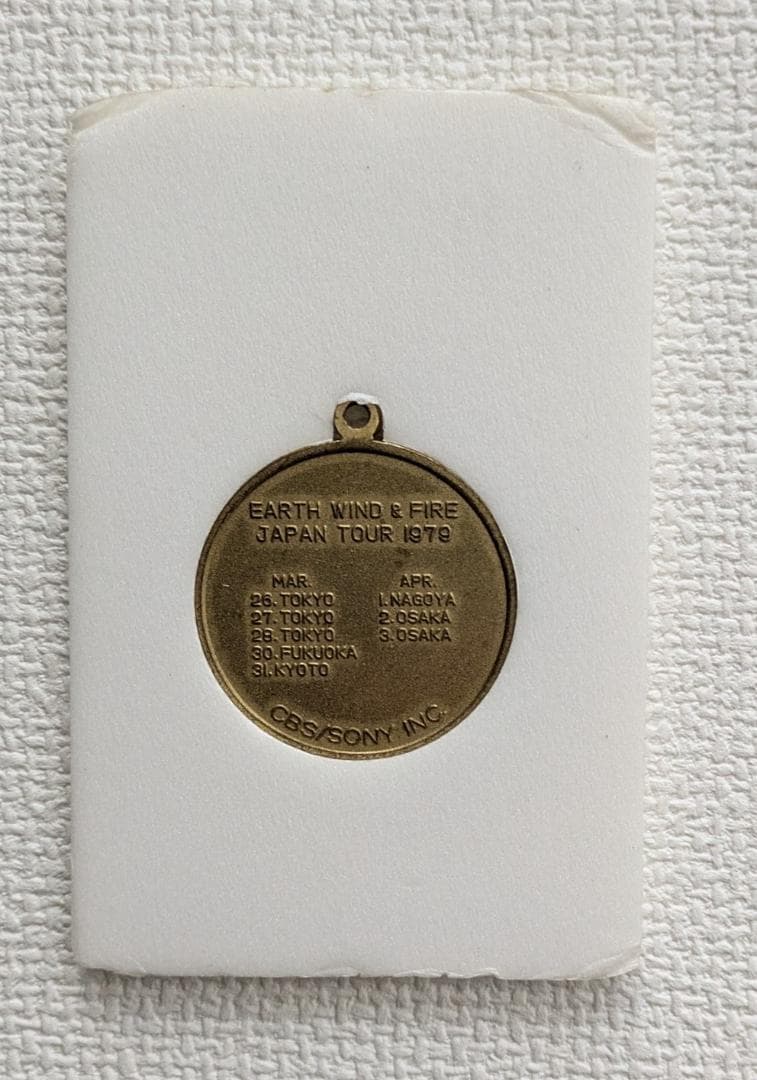 EARTH WIND & FIRE
JAPAN TOUR 1979
MAR.
26.TOKYO
27.TOKYO
28.TOKYO
30.FUKUOKA
31.KYOTO
APR.
1.NAGOYA
2.OSAKA
3.OSAKA
CBS/SONY INC.